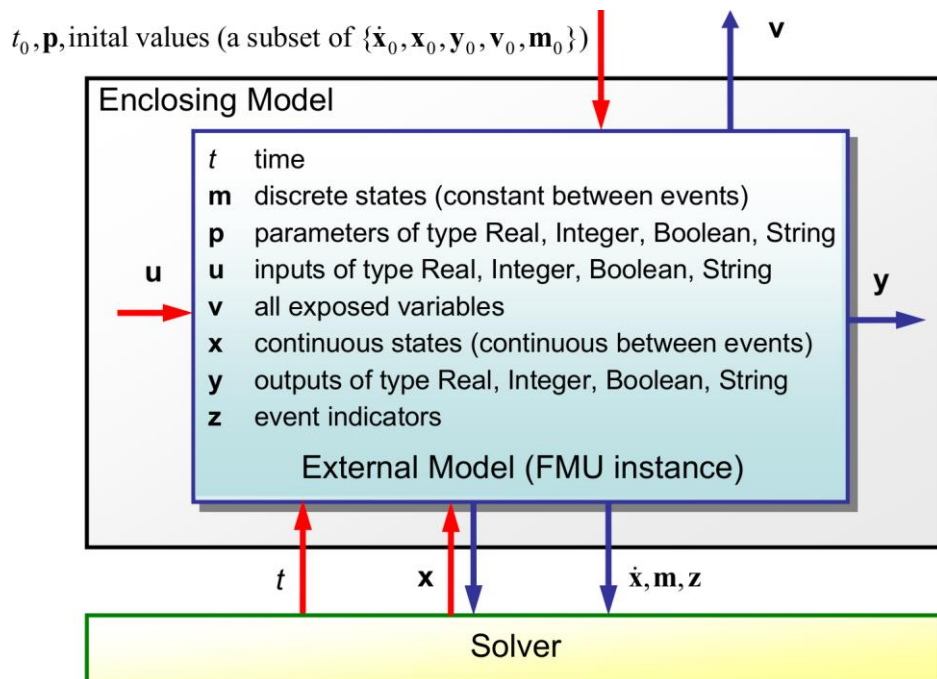 t₀, p, inital values (a subset of {ẋ₀, x₀, y₀, v₀, m₀})
v
Enclosing Model
t time
m discrete states (constant between events)
p parameters of type Real, Integer, Boolean, String
u inputs of type Real, Integer, Boolean, String
v all exposed variables
x continuous states (continuous between events)
y outputs of type Real, Integer, Boolean, String
z event indicators
External Model (FMU instance)
u
y
t
x
ẋ, m, z
Solver